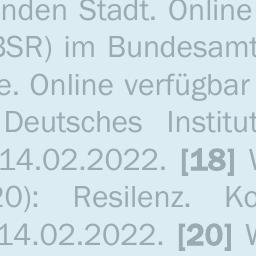 nden Stadt. Online
BSR) im Bundesamt
e. Online verfügbar
Deutsches Institut
14.02.2022. [18] W
20): Resilenz. Ko
14.02.2022. [20] W